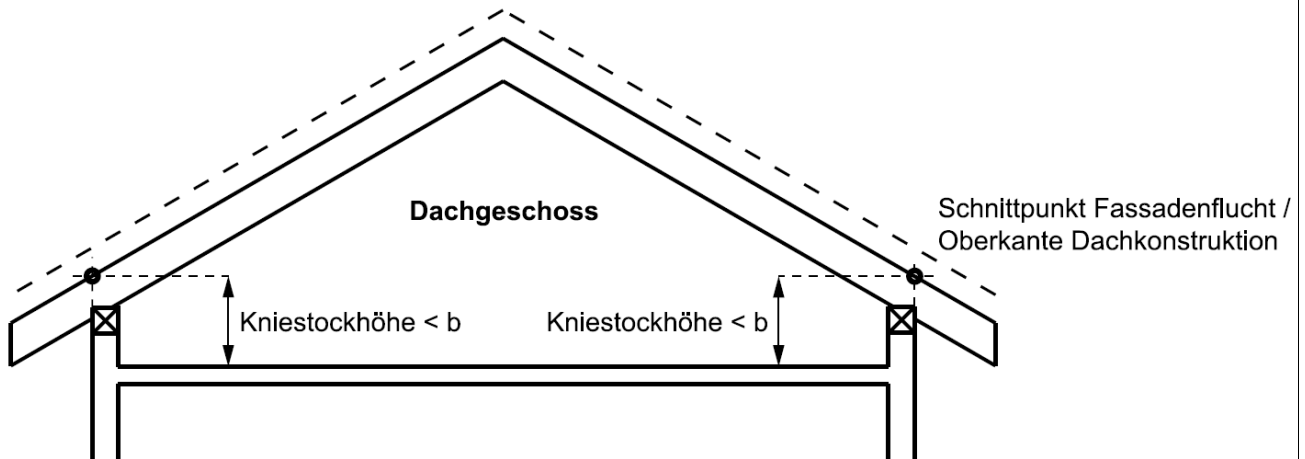 Dachgeschoss
Schnittpunkt Fassadenflucht /
Oberkante Dachkonstruktion
Kniestockhöhe < b
Kniestockhöhe < b